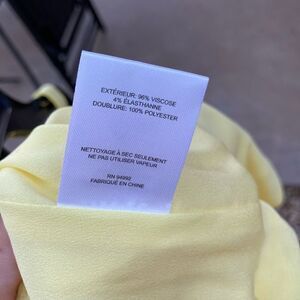 EXTÉRIEUR: 96% VISCOSE
4% ÉLASTHANNE
DOUBLURE: 100% POLYESTER
NETTOYAGE À SEC SEULEMENT
NE PAS UTILISER VAPEUR
RN 94992
FABRIQUÉ EN CHINE